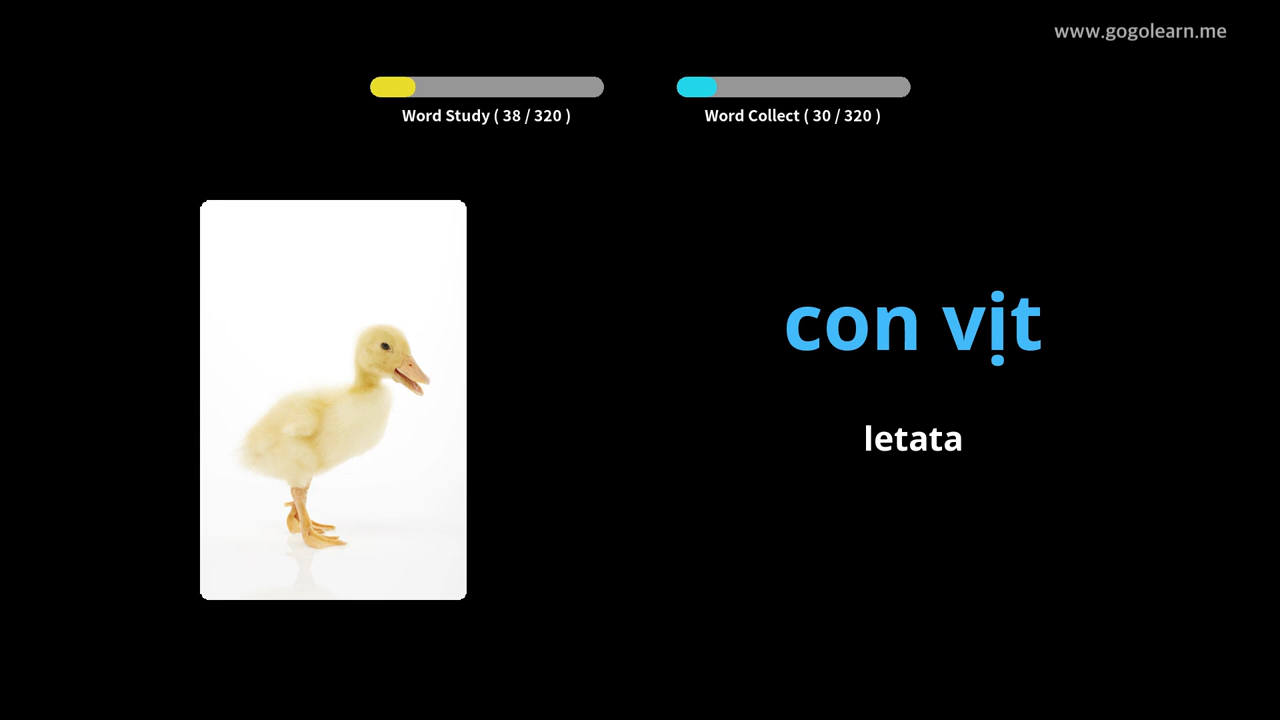 www.gogolearn.me
Word Study ( 38 / 320 )
Word Collect ( 30 / 320 )
con vịt
letata